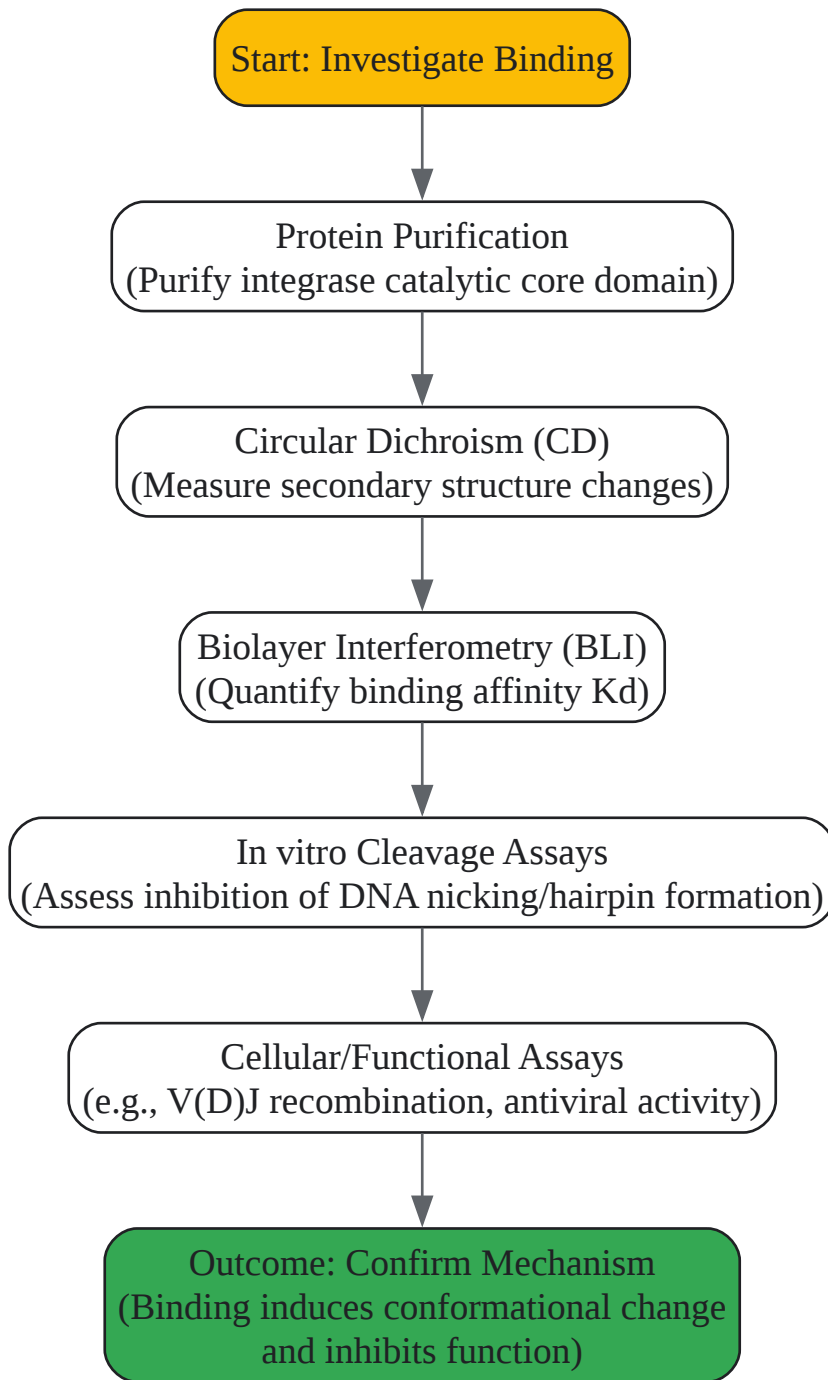 Start: Investigate Binding
Protein Purification
(Purify integrase catalytic core domain)
Circular Dichroism (CD)
(Measure secondary structure changes)
Biolayer Interferometry (BLI)
(Quantify binding affinity Kd)
In vitro Cleavage Assays
(Assess inhibition of DNA nicking/hairpin formation)
Cellular/Functional Assays
(e.g., V(D)J recombination, antiviral activity)
Outcome: Confirm Mechanism
(Binding induces conformational change
and inhibits function)